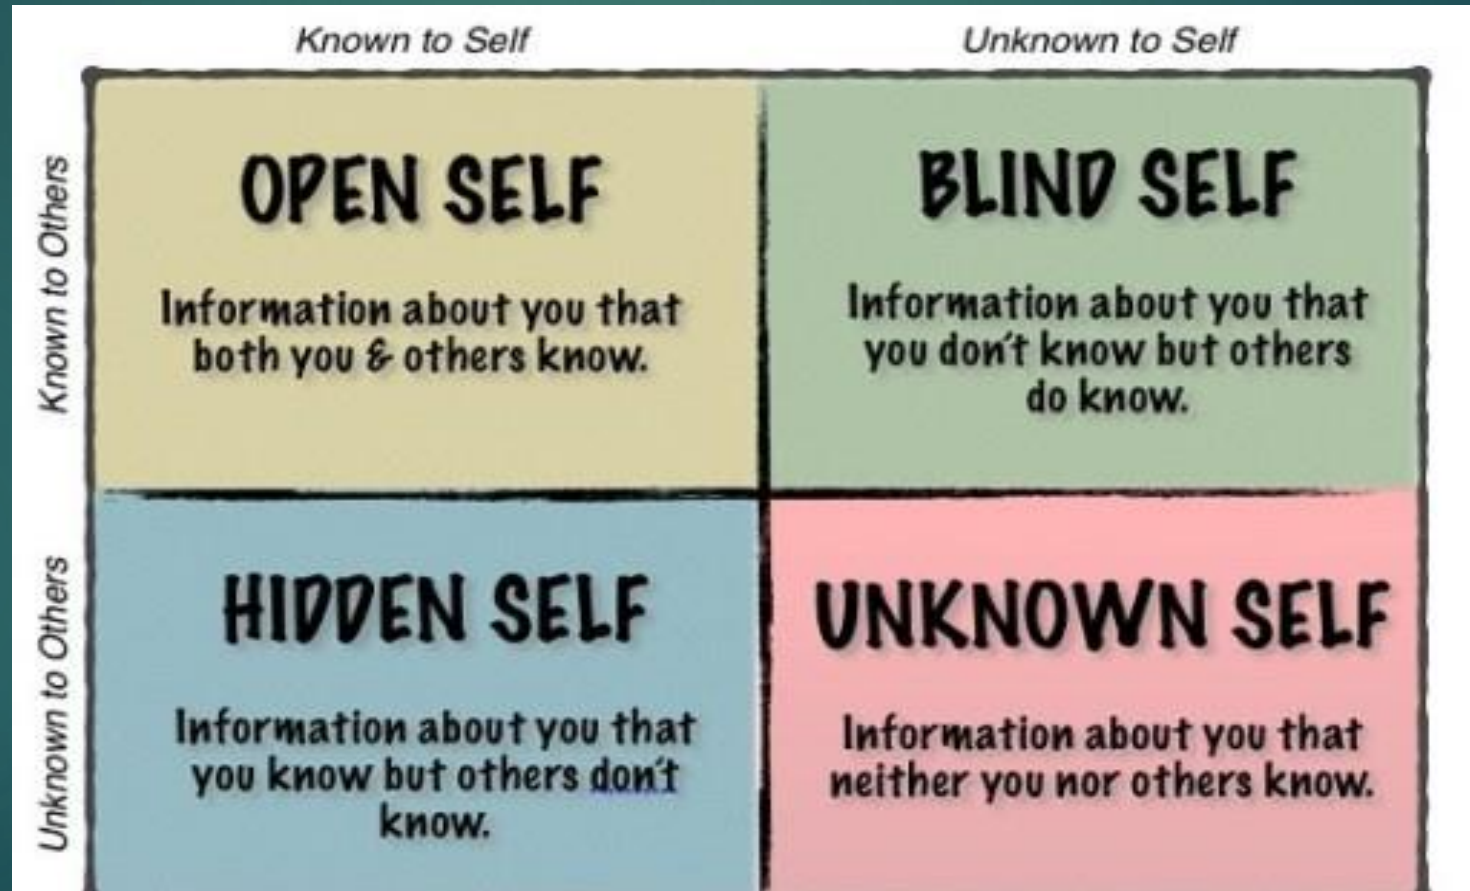 Known to Self
Unknown to Self
Known to Others
OPEN SELF
Information about you that
both you & others know.
BLIND SELF
Information about you that
you don't know but others
do know.
Unknown to Others
HIDDEN SELF
Information about you that
you know but others don't
know.
UNKNOWN SELF
Information about you that
neither you nor others know.